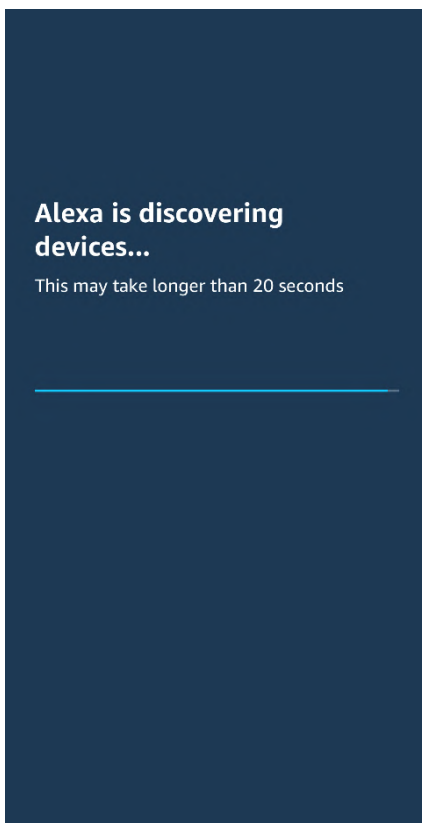 Alexa is discovering
devices...
This may take longer than 20 seconds